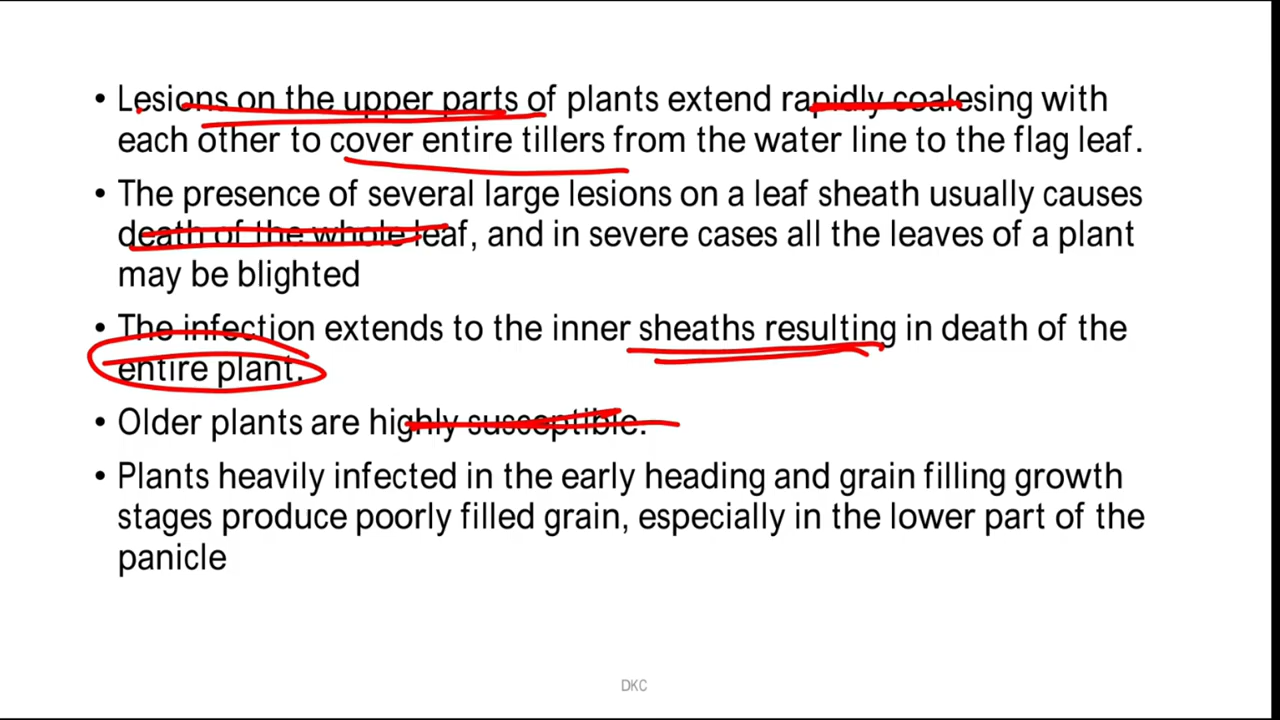 • Lesions on the upper parts of plants extend rapidly coalesing with
each other to cover entire tillers from the water line to the flag leaf.
• The presence of several large lesions on a leaf sheath usually causes
death of the whole leaf, and in severe cases all the leaves of a plant
may be blighted
• The infection extends to the inner sheaths resulting in death of the
entire plant.
• Older plants are highly susceptible.
• Plants heavily infected in the early heading and grain filling growth
stages produce poorly filled grain, especially in the lower part of the
panicle
DKC